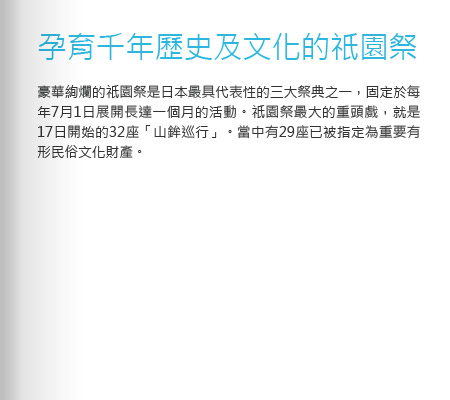 孕育千年歷史及文化的祇園祭
豪華絢爛的祇園祭是日本最具代表性的三大祭典之一，固定於每
年7月1日展開長達一個月的活動。祇園祭最大的重頭戲，就是
17日開始的32座「山鉾巡行」。當中有29座已被指定為重要有
形民俗文化財產。